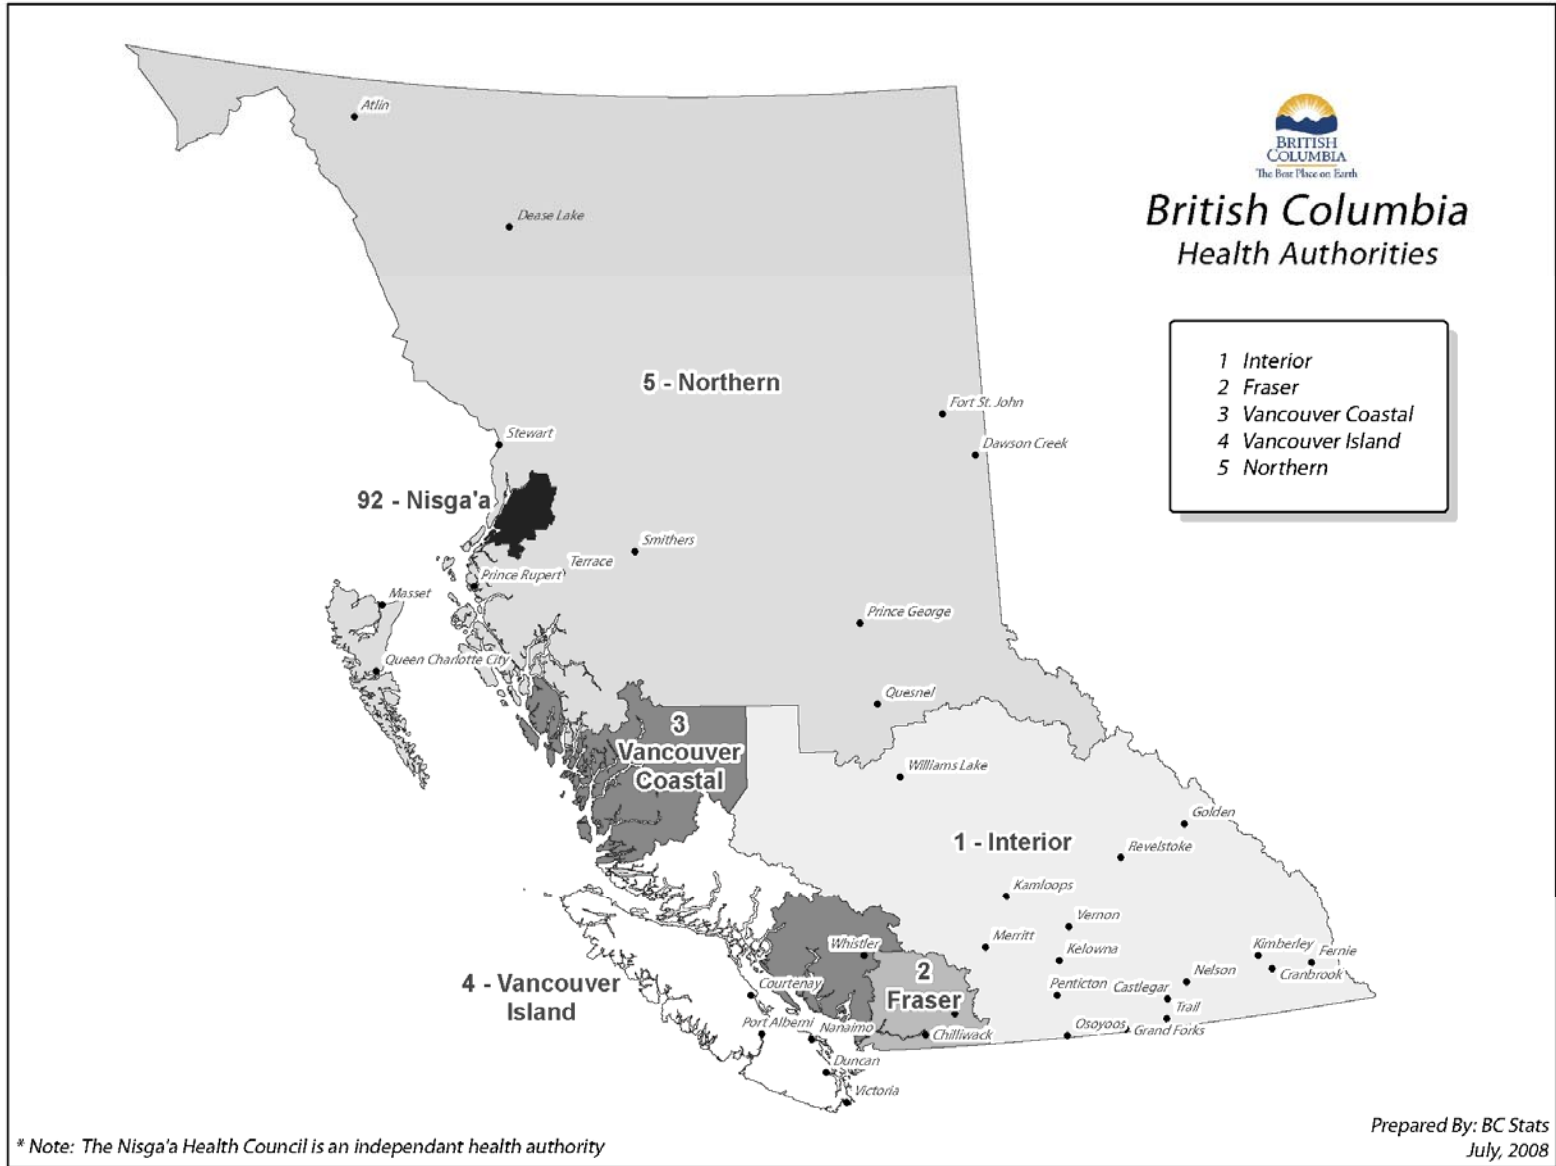 Atlin
BRITISH
COLUMBIA
The Best Place on Earth
British Columbia
Health Authorities
Dease Lake
1 Interior
2 Fraser
3 Vancouver Coastal
4 Vancouver Island
5 Northern
5 - Northern
Fort St. John
Dawson Creek
Stewart
92 - Nisga'a
Smithers
Terrace
Prince Rupert
Masset
Prince George
Queen Charlotte City
Quesnel
3
Vancouver
Coastal
Williams Lake
Golden
1 - Interior
Revelstoke
Kamloops
Vernon
Merritt
Kelowna
Kimberley
Fernie
Cranbrook
Whistler
2
Fraser
Nelson
Penticton
Castlegar
Trail
4 - Vancouver
Island
Courtenay
Port Alberni
Nanaimo
Chilliwack
Osoyoos
Grand Forks
Duncan
Victoria
* Note: The Nisga'a Health Council is an independant health authority
Prepared By: BC Stats
July, 2008